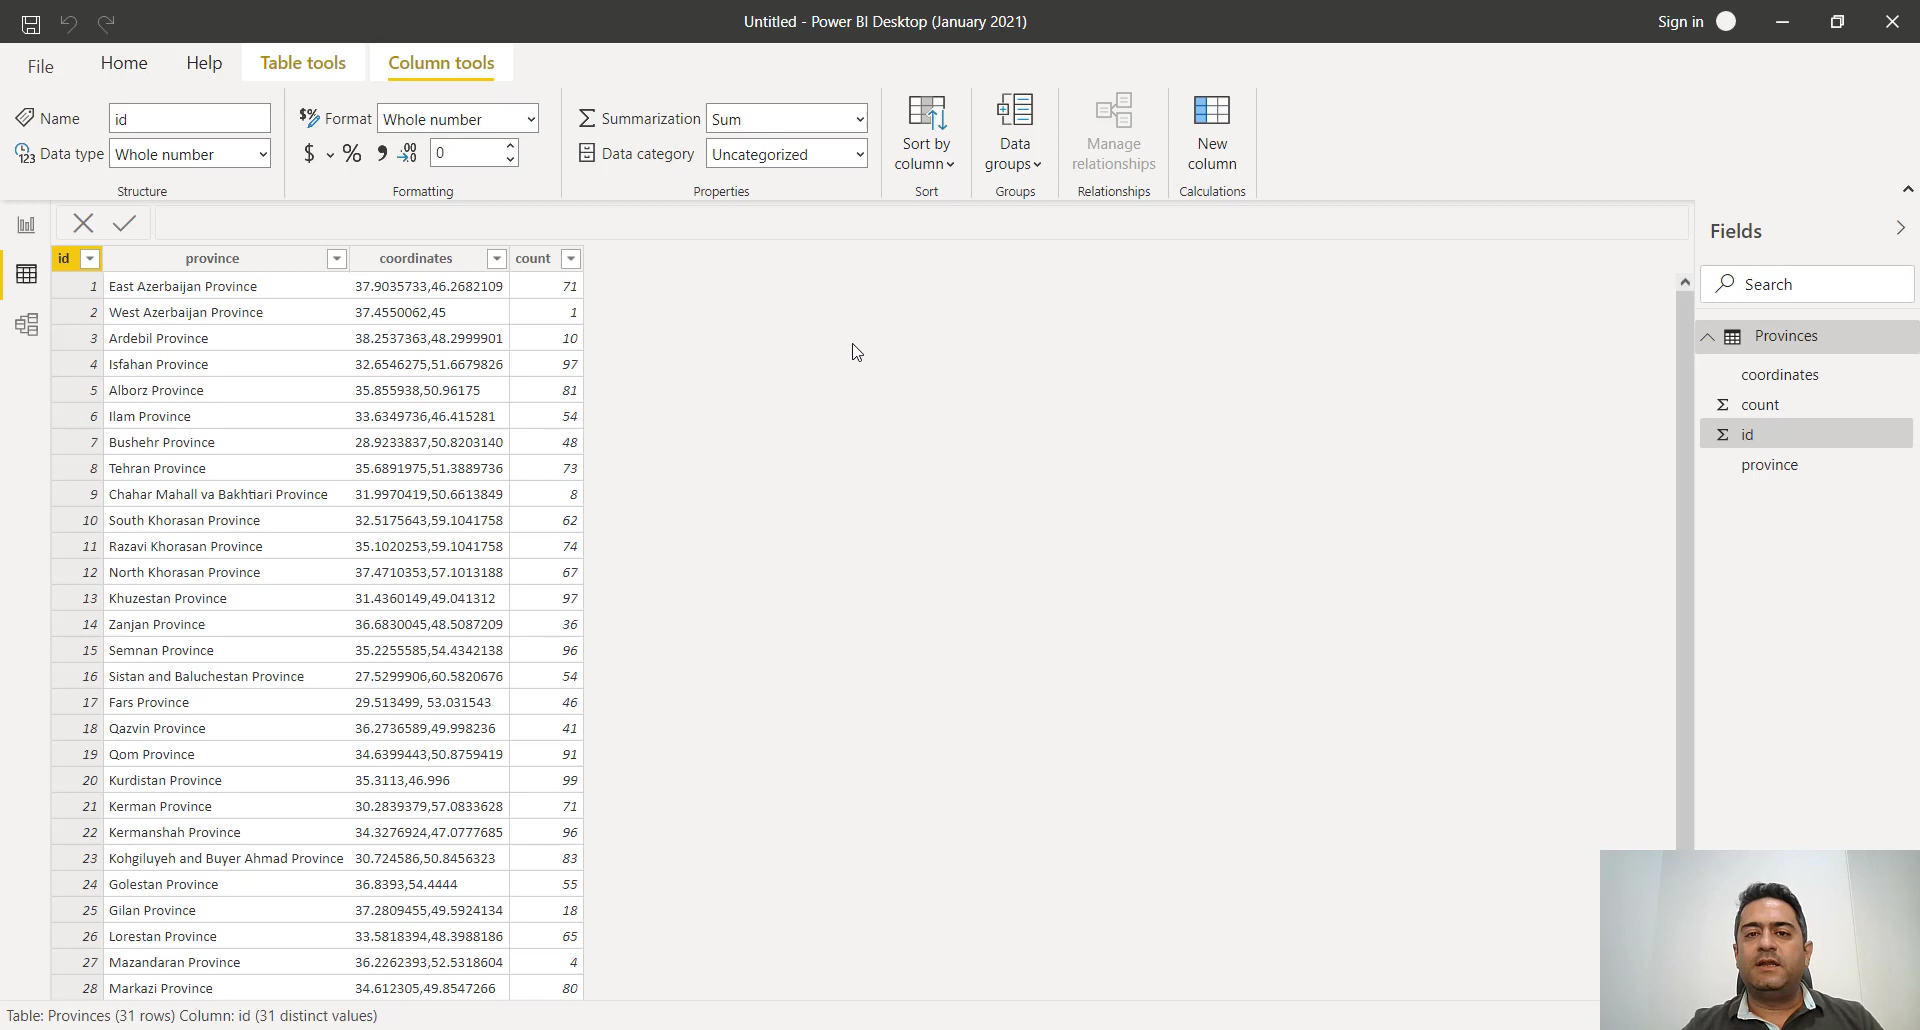 Untitled - Power BI Desktop (January 2021)
Sign in
File
Home
Help
Table tools
Column tools
Name
id
Data type
Whole number
Structure
Format
Whole number
$
%
,
.00
0
Formatting
Summarization
Sum
Data category
Uncategorized
Properties
Sort by
column
Sort
Data
groups
Groups
Manage
relationships
Relationships
New
column
Calculations
id province coordinates count
1 East Azerbaijan Province 37.9035733,46.2682109 71
2 West Azerbaijan Province 37.4550062,45 1
3 Ardebil Province 38.2537363,48.2999901 10
4 Isfahan Province 32.6546275,51.6679826 97
5 Alborz Province 35.855938,50.96175 81
6 Ilam Province 33.6349736,46.415281 54
7 Bushehr Province 28.9233837,50.8203140 48
8 Tehran Province 35.6891975,51.3889736 73
9 Chahar Mahall va Bakhtiari Province 31.9970419,50.6613849 8
10 South Khorasan Province 32.5175643,59.1041758 62
11 Razavi Khorasan Province 35.1020253,59.1041758 74
12 North Khorasan Province 37.4710353,57.1013188 67
13 Khuzestan Province 31.4360149,49.041312 97
14 Zanjan Province 36.6830045,48.5087209 36
15 Semnan Province 35.2255585,54.4342138 96
16 Sistan and Baluchestan Province 27.5299906,60.5820676 54
17 Fars Province 29.513499, 53.031543 46
18 Qazvin Province 36.2736589,49.998236 41
19 Qom Province 34.6399443,50.8759419 91
20 Kurdistan Province 35.3113,46.996 99
21 Kerman Province 30.2839379,57.0833628 71
22 Kermanshah Province 34.3276924,47.0777685 96
23 Kohgiluyeh and Buyer Ahmad Province 30.724586,50.8456323 83
24 Golestan Province 36.8393,54.4444 55
25 Gilan Province 37.2809455,49.5924134 18
26 Lorestan Province 33.5818394,48.3988186 65
27 Mazandaran Province 36.2262393,52.5318604 4
28 Markazi Province 34.612305,49.8547266 80
Fields
Search
Provinces
coordinates
Σ count
Σ id
province
Table: Provinces (31 rows) Column: id (31 distinct values)